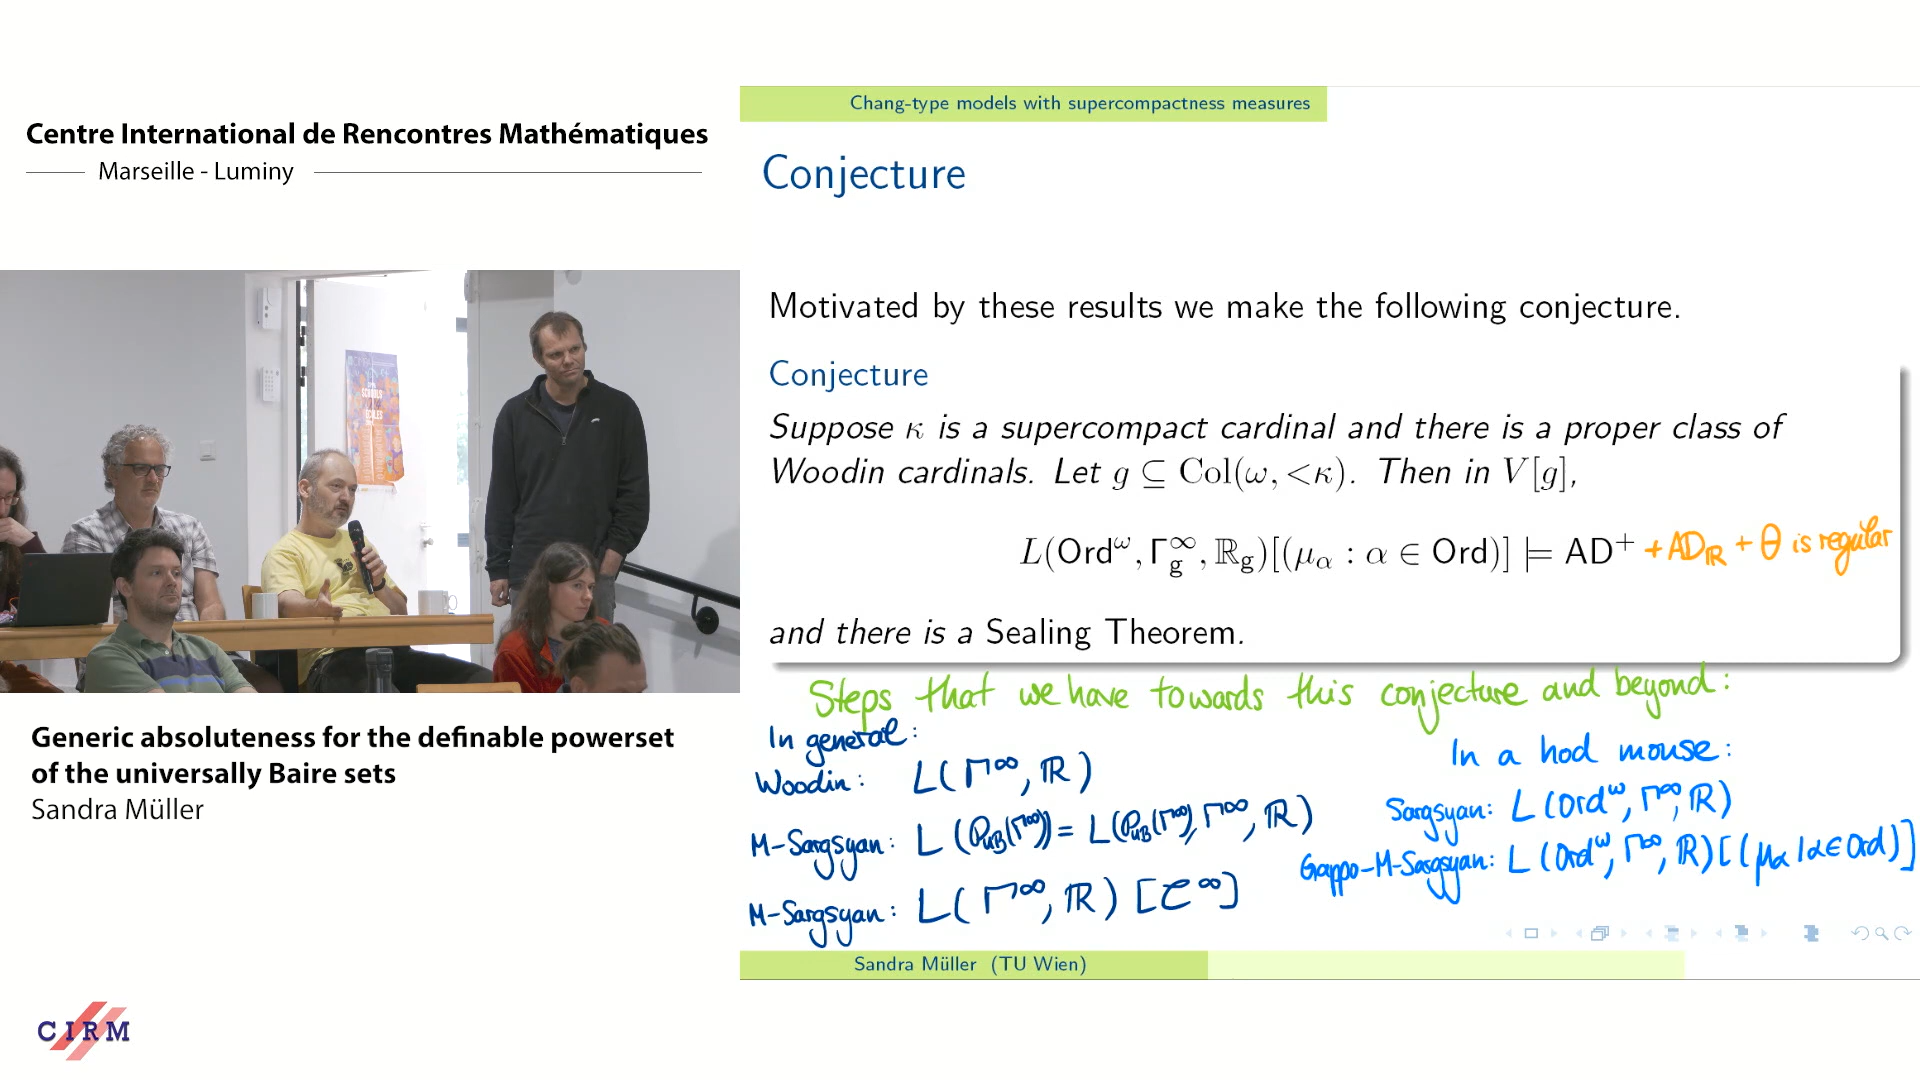 Centre International de Rencontres Mathématiques
Marseille - Luminy
Generic absoluteness for the definable powerset
of the universally Baire sets
Sandra Müller
CIRM
Chang-type models with supercompactness measures
Conjecture
Motivated by these results we make the following conjecture.
Conjecture
Suppose κ is a supercompact cardinal and there is a proper class of
Woodin cardinals. Let g ⊆ Col(ω, <κ). Then in V[g],
L(Ord^ω, Γ_g^∞, ℝ_g)[(μ_α : α ∈ Ord)] ⊨ AD⁺ + AD_ℝ + Θ is regular
and there is a Sealing Theorem.
Steps that we have towards this conjecture and beyond:
In general:
Woodin: L(Γ^∞, ℝ)
M-Sargsyan: L(℘_uB(Γ^∞)) = L(℘_uB(Γ^∞), Γ^∞, ℝ)
M-Sargsyan: L(Γ^∞, ℝ)[C^∞]
In a hod mouse:
Sargsyan: L(Ord^ω, Γ^∞, ℝ)
Gappo-M-Sargsyan: L(Ord^ω, Γ^∞, ℝ)[(μ_α | α ∈ Ord)]
Sandra Müller (TU Wien)